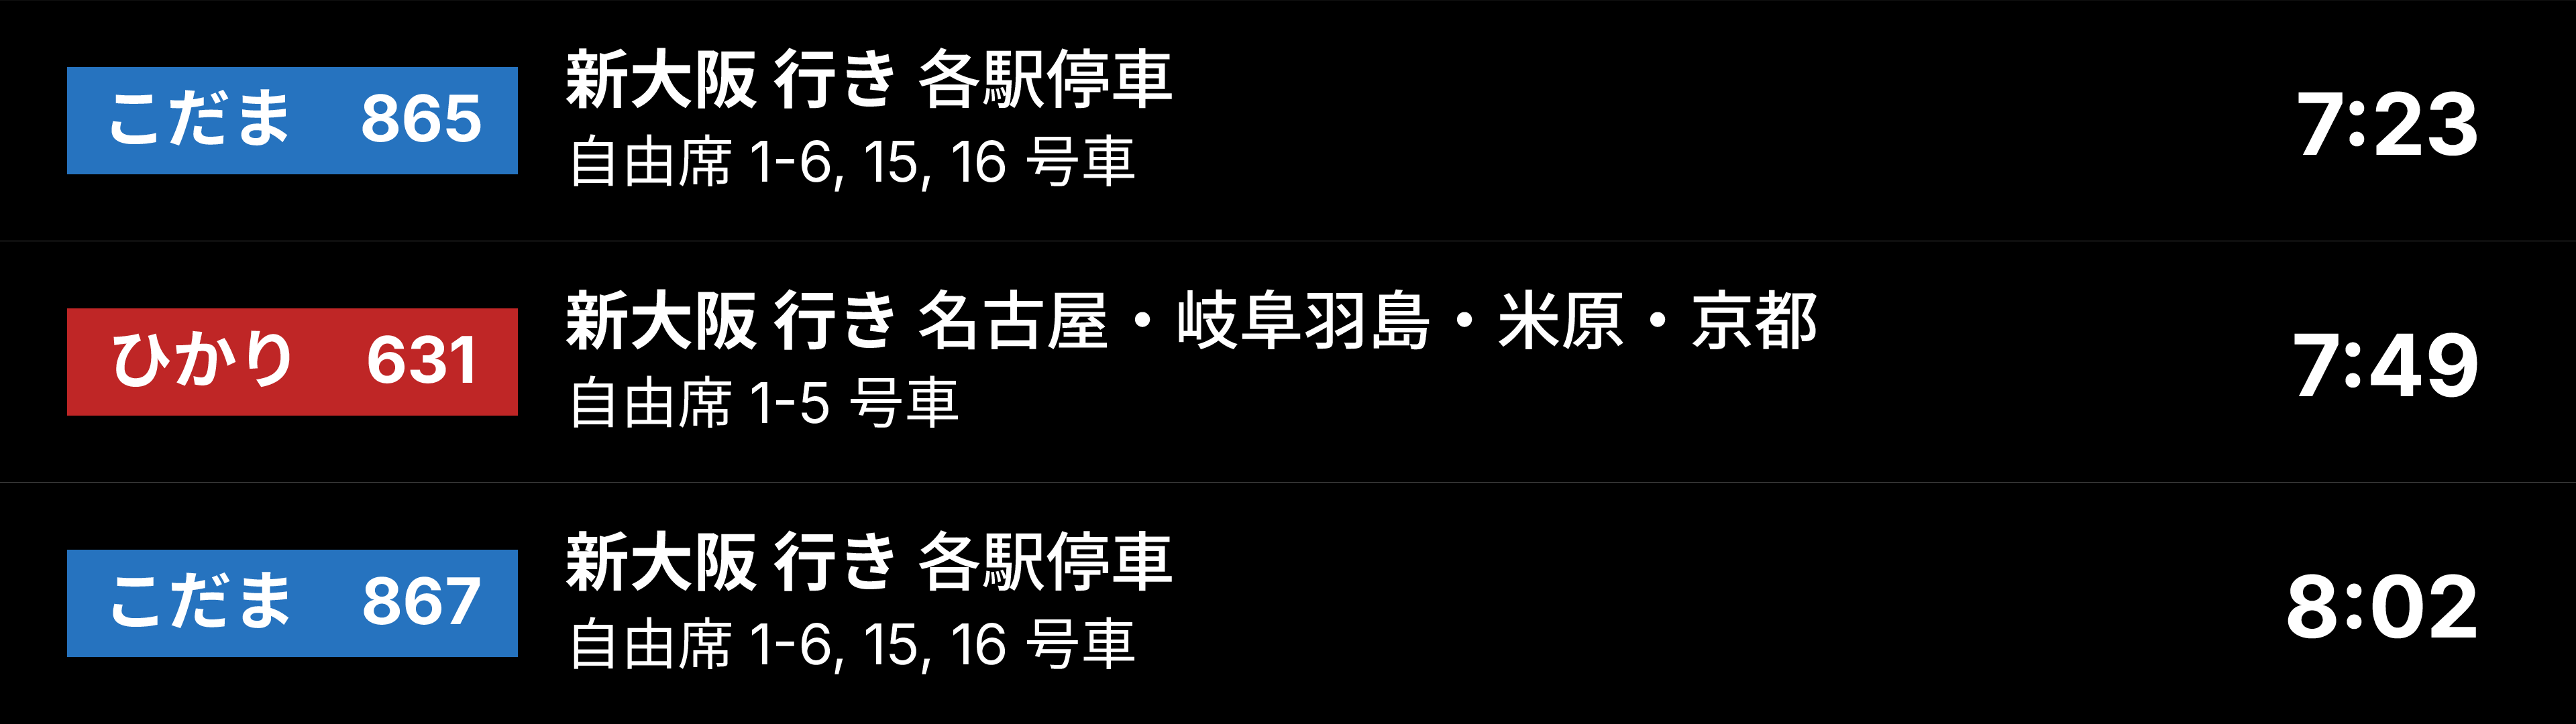 こだま 865
新大阪 行き 各駅停車
自由席 1-6, 15, 16 号車
7:23
ひかり 631
新大阪 行き 名古屋・岐阜羽島・米原・京都
自由席 1-5 号車
7:49
こだま 867
新大阪 行き 各駅停車
自由席 1-6, 15, 16 号車
8:02